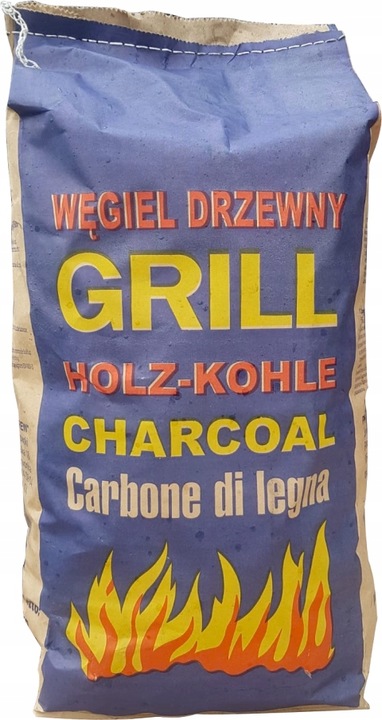 WĘGIEL DRZEWNY
GRILL
HOLZ-KOHLE
CHARCOAL
Carbone di legna